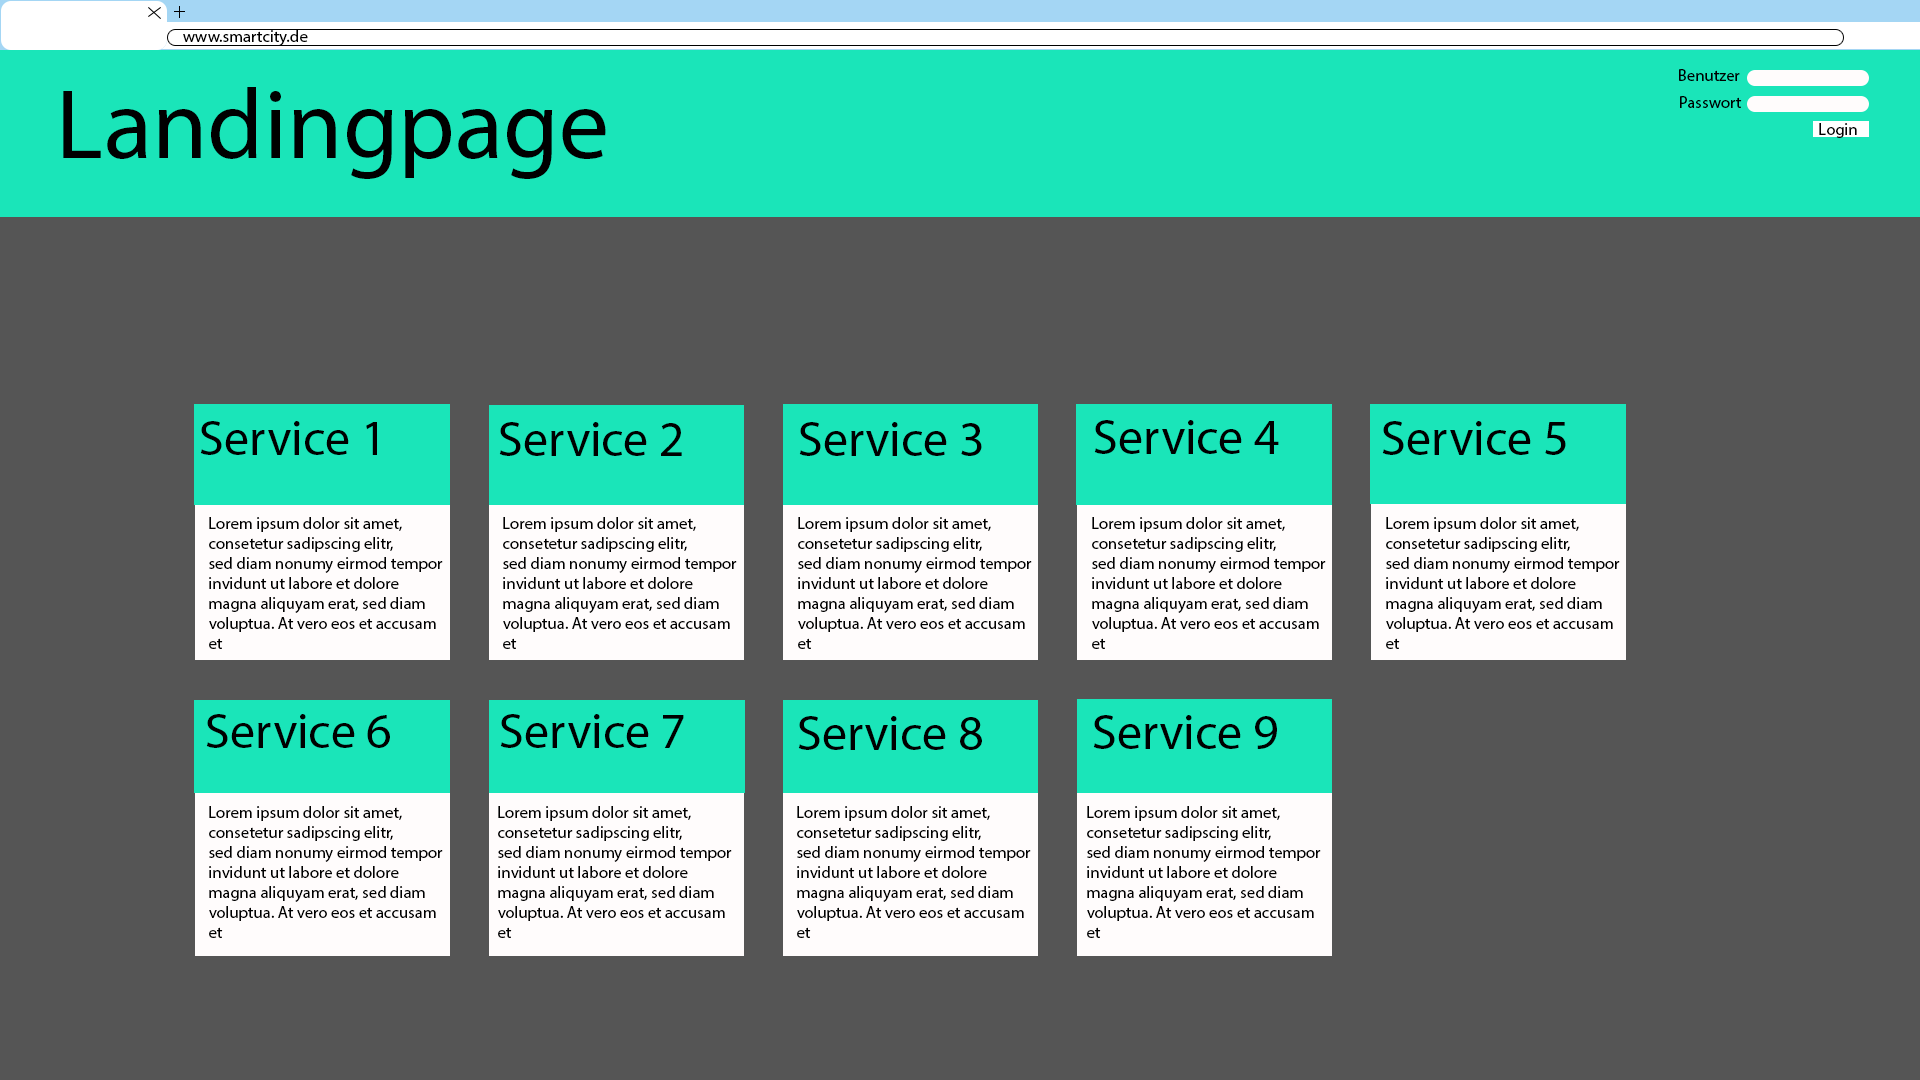 www.smartcity.de
Landingpage
Benutzer
Passwort
Login
Service 1
Lorem ipsum dolor sit amet,
consetetur sadipscing elitr,
sed diam nonumy eirmod tempor
invidunt ut labore et dolore
magna aliquyam erat, sed diam
voluptua. At vero eos et accusam
et
Service 2
Lorem ipsum dolor sit amet,
consetetur sadipscing elitr,
sed diam nonumy eirmod tempor
invidunt ut labore et dolore
magna aliquyam erat, sed diam
voluptua. At vero eos et accusam
et
Service 3
Lorem ipsum dolor sit amet,
consetetur sadipscing elitr,
sed diam nonumy eirmod tempor
invidunt ut labore et dolore
magna aliquyam erat, sed diam
voluptua. At vero eos et accusam
et
Service 4
Lorem ipsum dolor sit amet,
consetetur sadipscing elitr,
sed diam nonumy eirmod tempor
invidunt ut labore et dolore
magna aliquyam erat, sed diam
voluptua. At vero eos et accusam
et
Service 5
Lorem ipsum dolor sit amet,
consetetur sadipscing elitr,
sed diam nonumy eirmod tempor
invidunt ut labore et dolore
magna aliquyam erat, sed diam
voluptua. At vero eos et accusam
et
Service 6
Lorem ipsum dolor sit amet,
consetetur sadipscing elitr,
sed diam nonumy eirmod tempor
invidunt ut labore et dolore
magna aliquyam erat, sed diam
voluptua. At vero eos et accusam
et
Service 7
Lorem ipsum dolor sit amet,
consetetur sadipscing elitr,
sed diam nonumy eirmod tempor
invidunt ut labore et dolore
magna aliquyam erat, sed diam
voluptua. At vero eos et accusam
et
Service 8
Lorem ipsum dolor sit amet,
consetetur sadipscing elitr,
sed diam nonumy eirmod tempor
invidunt ut labore et dolore
magna aliquyam erat, sed diam
voluptua. At vero eos et accusam
et
Service 9
Lorem ipsum dolor sit amet,
consetetur sadipscing elitr,
sed diam nonumy eirmod tempor
invidunt ut labore et dolore
magna aliquyam erat, sed diam
voluptua. At vero eos et accusam
et